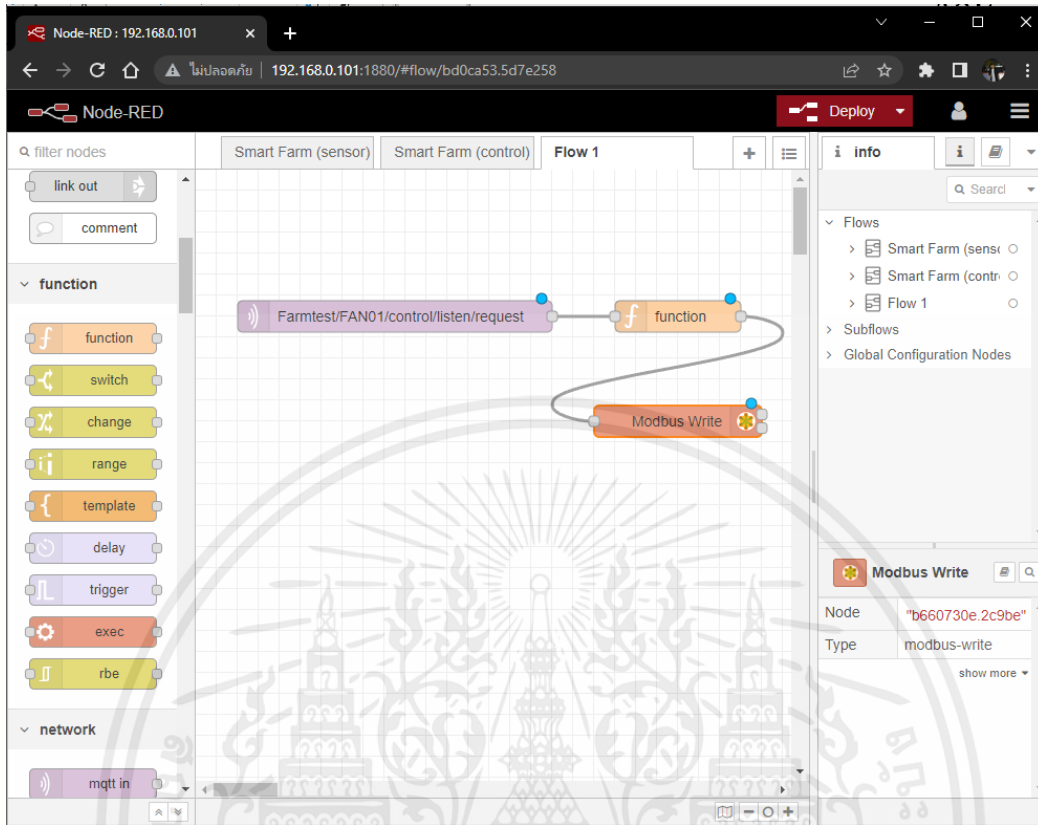 Node-RED : 192.168.0.101
ไม่ปลอดภัย
192.168.0.101:1880/#flow/bd0ca53.5d7e258
Node-RED
Deploy
filter nodes
link out
comment
function
function
switch
change
range
template
delay
trigger
exec
rbe
network
mqtt in
Smart Farm (sensor)
Smart Farm (control)
Flow 1
Farmtest/FAN01/control/listen/request
function
Modbus Write
i info
i
Searcl
Flows
Smart Farm (sensc
Smart Farm (contr
Flow 1
Subflows
Global Configuration Nodes
Modbus Write
Node "b660730e.2c9be"
Type modbus-write
show more